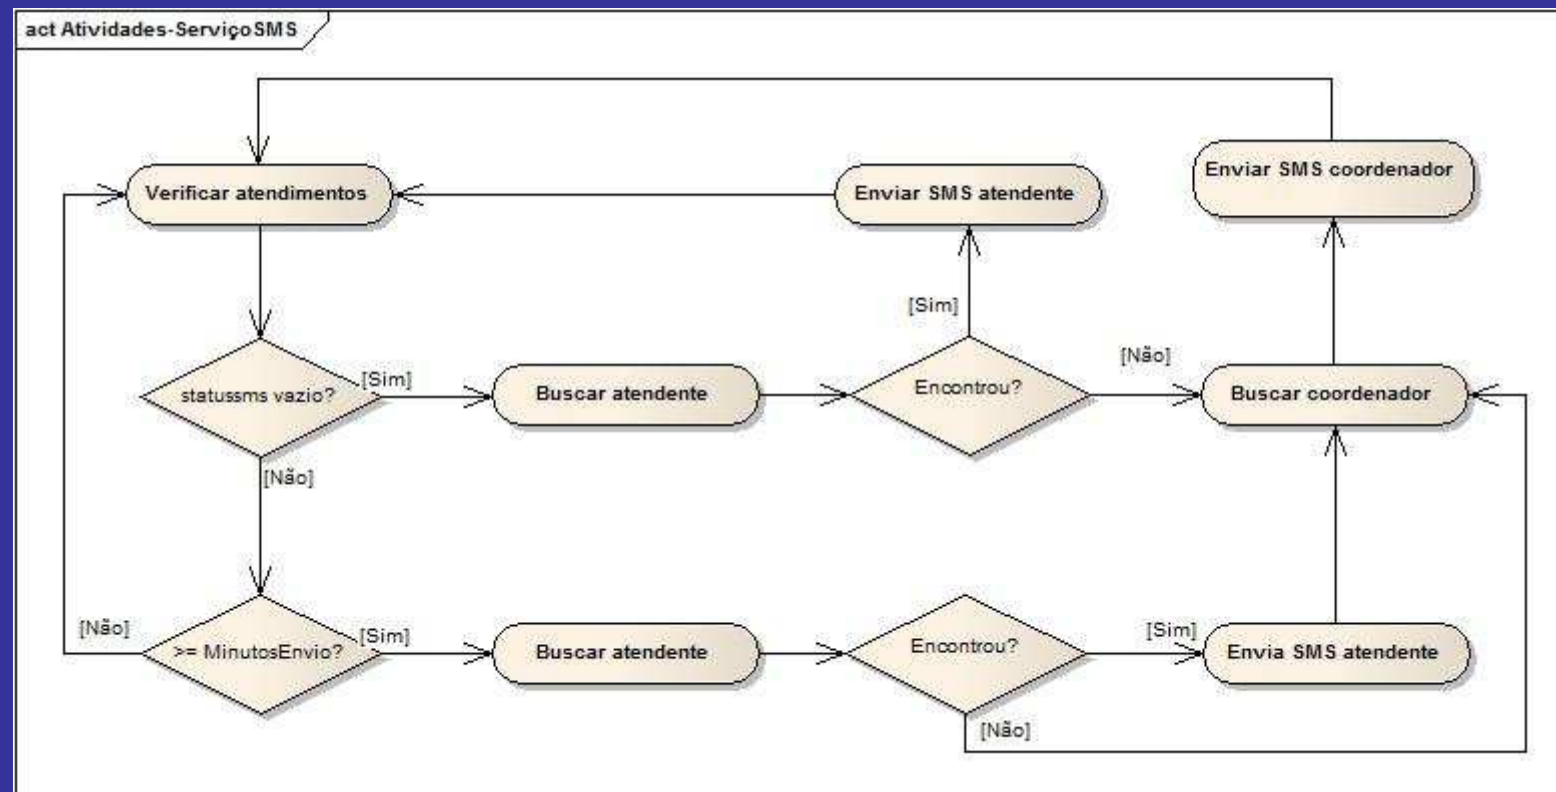 act Atividades-ServiçoSMS
Enviar SMS coordenador
Verificar atendimentos
Enviar SMS atendente
[Sim]
[Não]
statussms vazio?
[Sim]
Buscar atendente
Encontrou?
Buscar coordenador
[Não]
[Não]
>= MinutosEnvio?
[Sim]
Buscar atendente
Encontrou?
[Sim]
Envia SMS atendente
[Não]